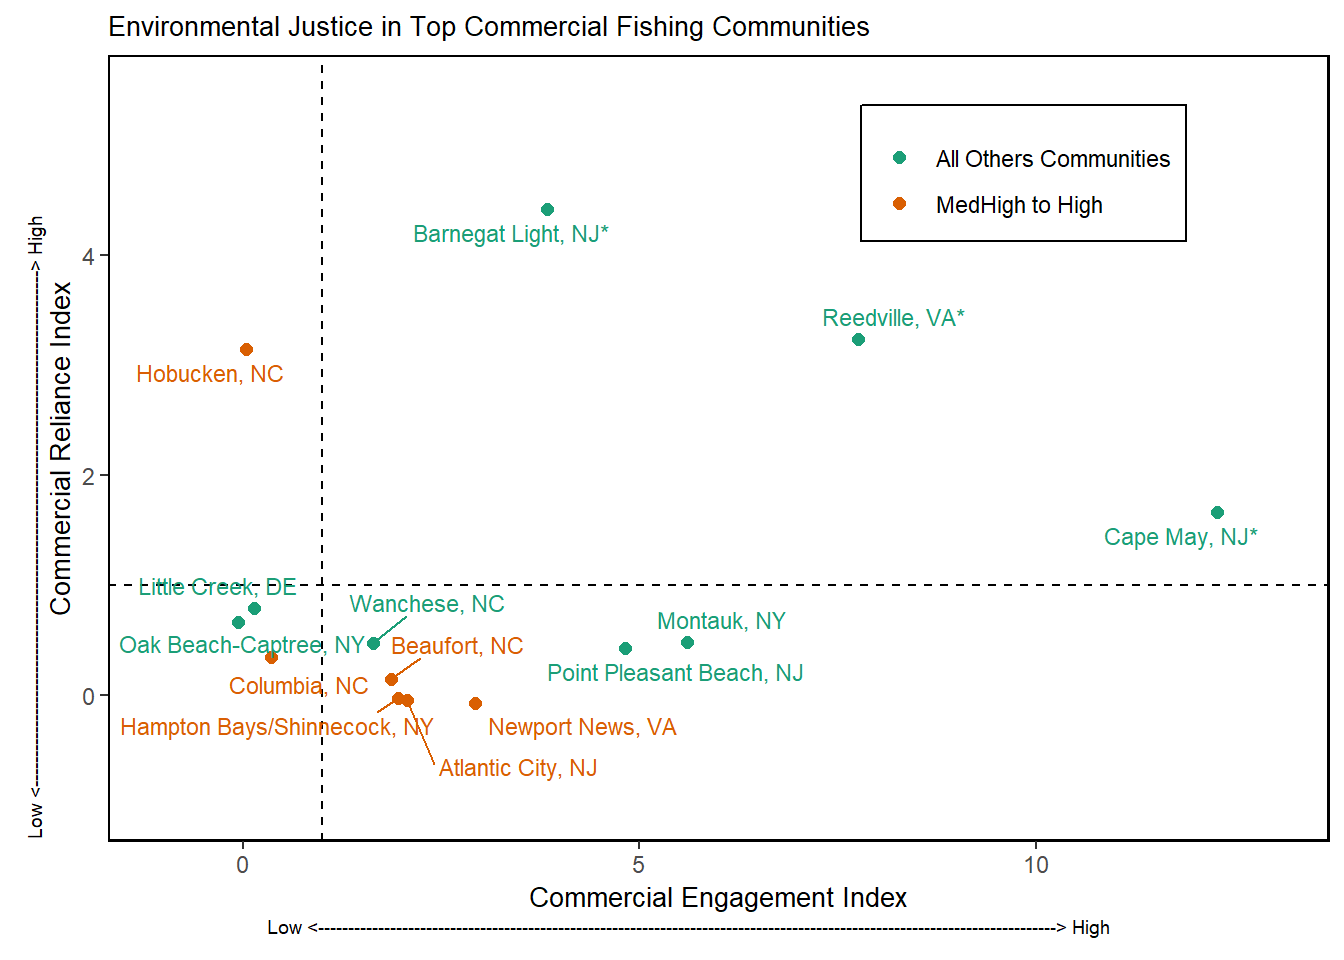 Environmental Justice in Top Commercial Fishing Communities
All Others Communities
MedHigh to High
Barnegat Light, NJ*
Reedville, VA*
Hobucken, NC
Cape May, NJ*
Little Creek, DE
Wanchese, NC
Montauk, NY
Oak Beach-Captree, NY
Beaufort, NC
Point Pleasant Beach, NJ
Columbia, NC
Hampton Bays/Shinnecock, NY
Newport News, VA
Atlantic City, NJ
4
2
0
Commercial Reliance Index
Low <--------------------------------------------------------------------------------------------> High
0
5
10
Commercial Engagement Index
Low <----------------------------------------------------------------------------------------------------------------------------> High